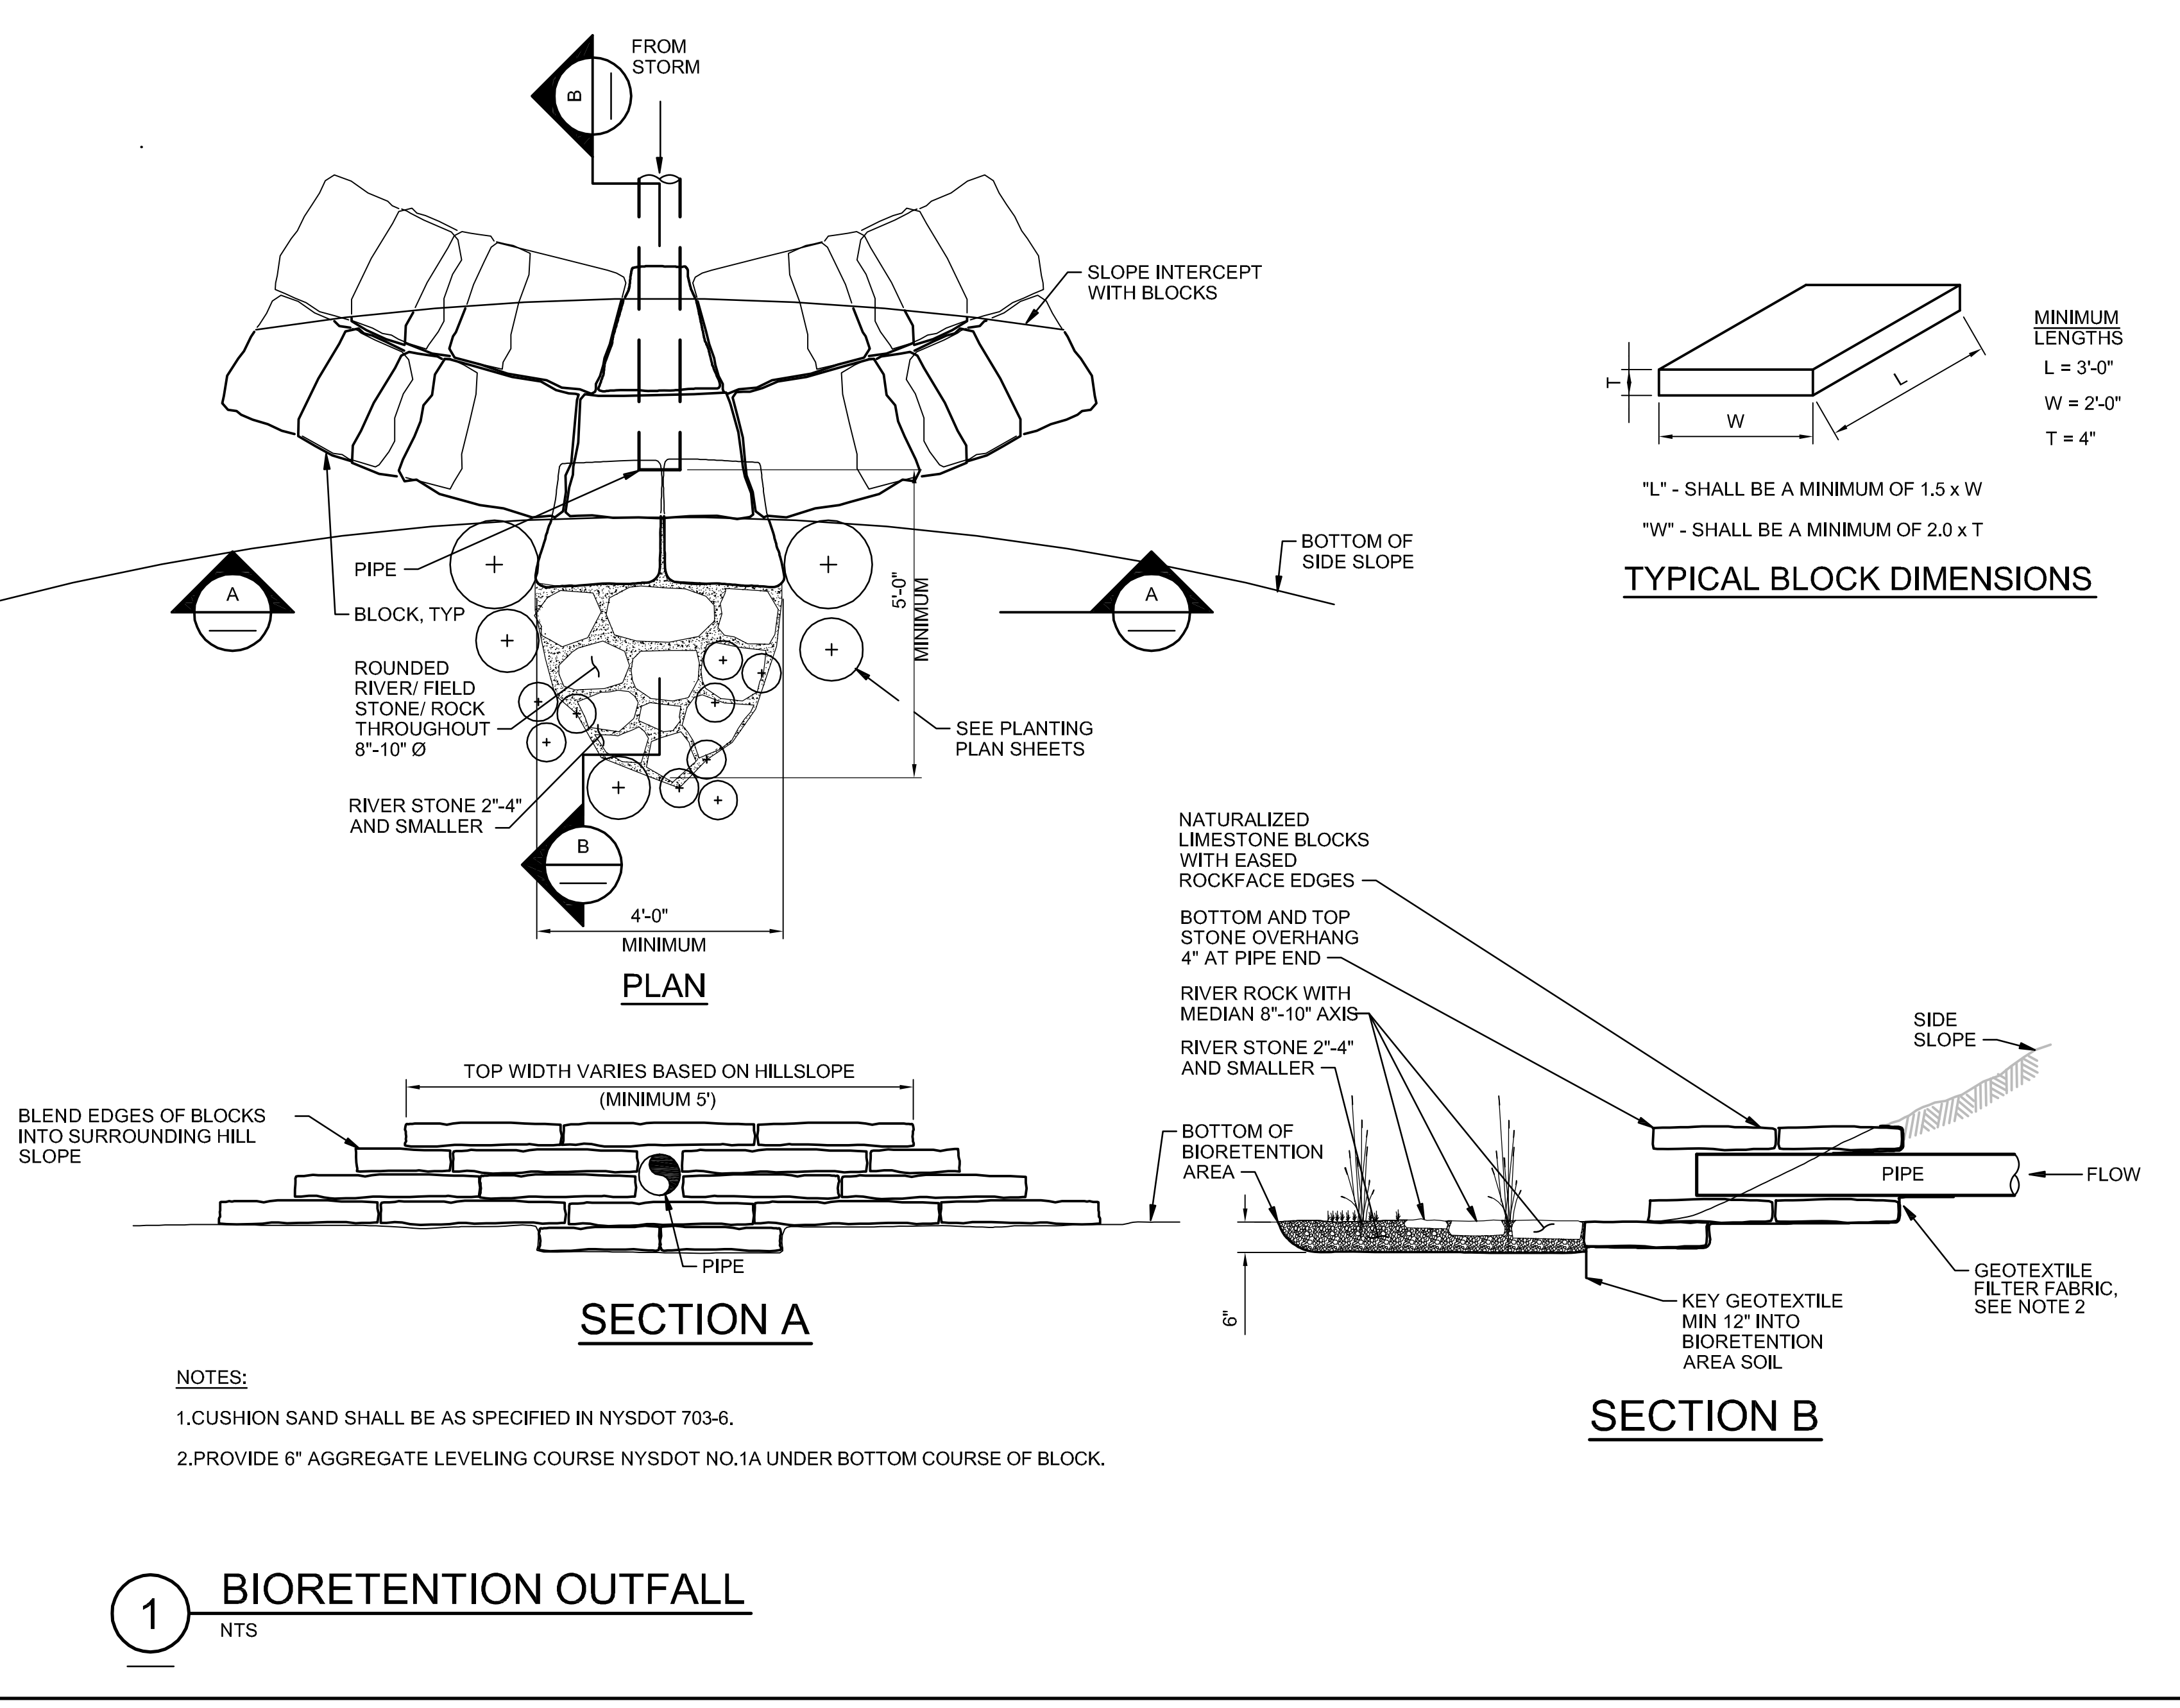 FROM
STORM
B
SLOPE INTERCEPT
WITH BLOCKS
PIPE
BLOCK, TYP
A
A
BOTTOM OF
SIDE SLOPE
5'-0"
MINIMUM
ROUNDED
RIVER/ FIELD
STONE/ ROCK
THROUGHOUT
8"-10" Ø
SEE PLANTING
PLAN SHEETS
RIVER STONE 2"-4"
AND SMALLER
B
4'-0"
MINIMUM
PLAN
MINIMUM
LENGTHS
L = 3'-0"
W = 2'-0"
T = 4"
T
W
L
"L" - SHALL BE A MINIMUM OF 1.5 x W
"W" - SHALL BE A MINIMUM OF 2.0 x T
TYPICAL BLOCK DIMENSIONS
TOP WIDTH VARIES BASED ON HILLSLOPE
(MINIMUM 5')
BLEND EDGES OF BLOCKS
INTO SURROUNDING HILL
SLOPE
PIPE
SECTION A
NATURALIZED
LIMESTONE BLOCKS
WITH EASED
ROCKFACE EDGES
BOTTOM AND TOP
STONE OVERHANG
4" AT PIPE END
RIVER ROCK WITH
MEDIAN 8"-10" AXIS
RIVER STONE 2"-4"
AND SMALLER
BOTTOM OF
BIORETENTION
AREA
SIDE
SLOPE
PIPE
FLOW
6"
KEY GEOTEXTILE
MIN 12" INTO
BIORETENTION
AREA SOIL
GEOTEXTILE
FILTER FABRIC,
SEE NOTE 2
SECTION B
NOTES:
1.CUSHION SAND SHALL BE AS SPECIFIED IN NYSDOT 703-6.
2.PROVIDE 6" AGGREGATE LEVELING COURSE NYSDOT NO.1A UNDER BOTTOM COURSE OF BLOCK.
1
BIORETENTION OUTFALL
NTS